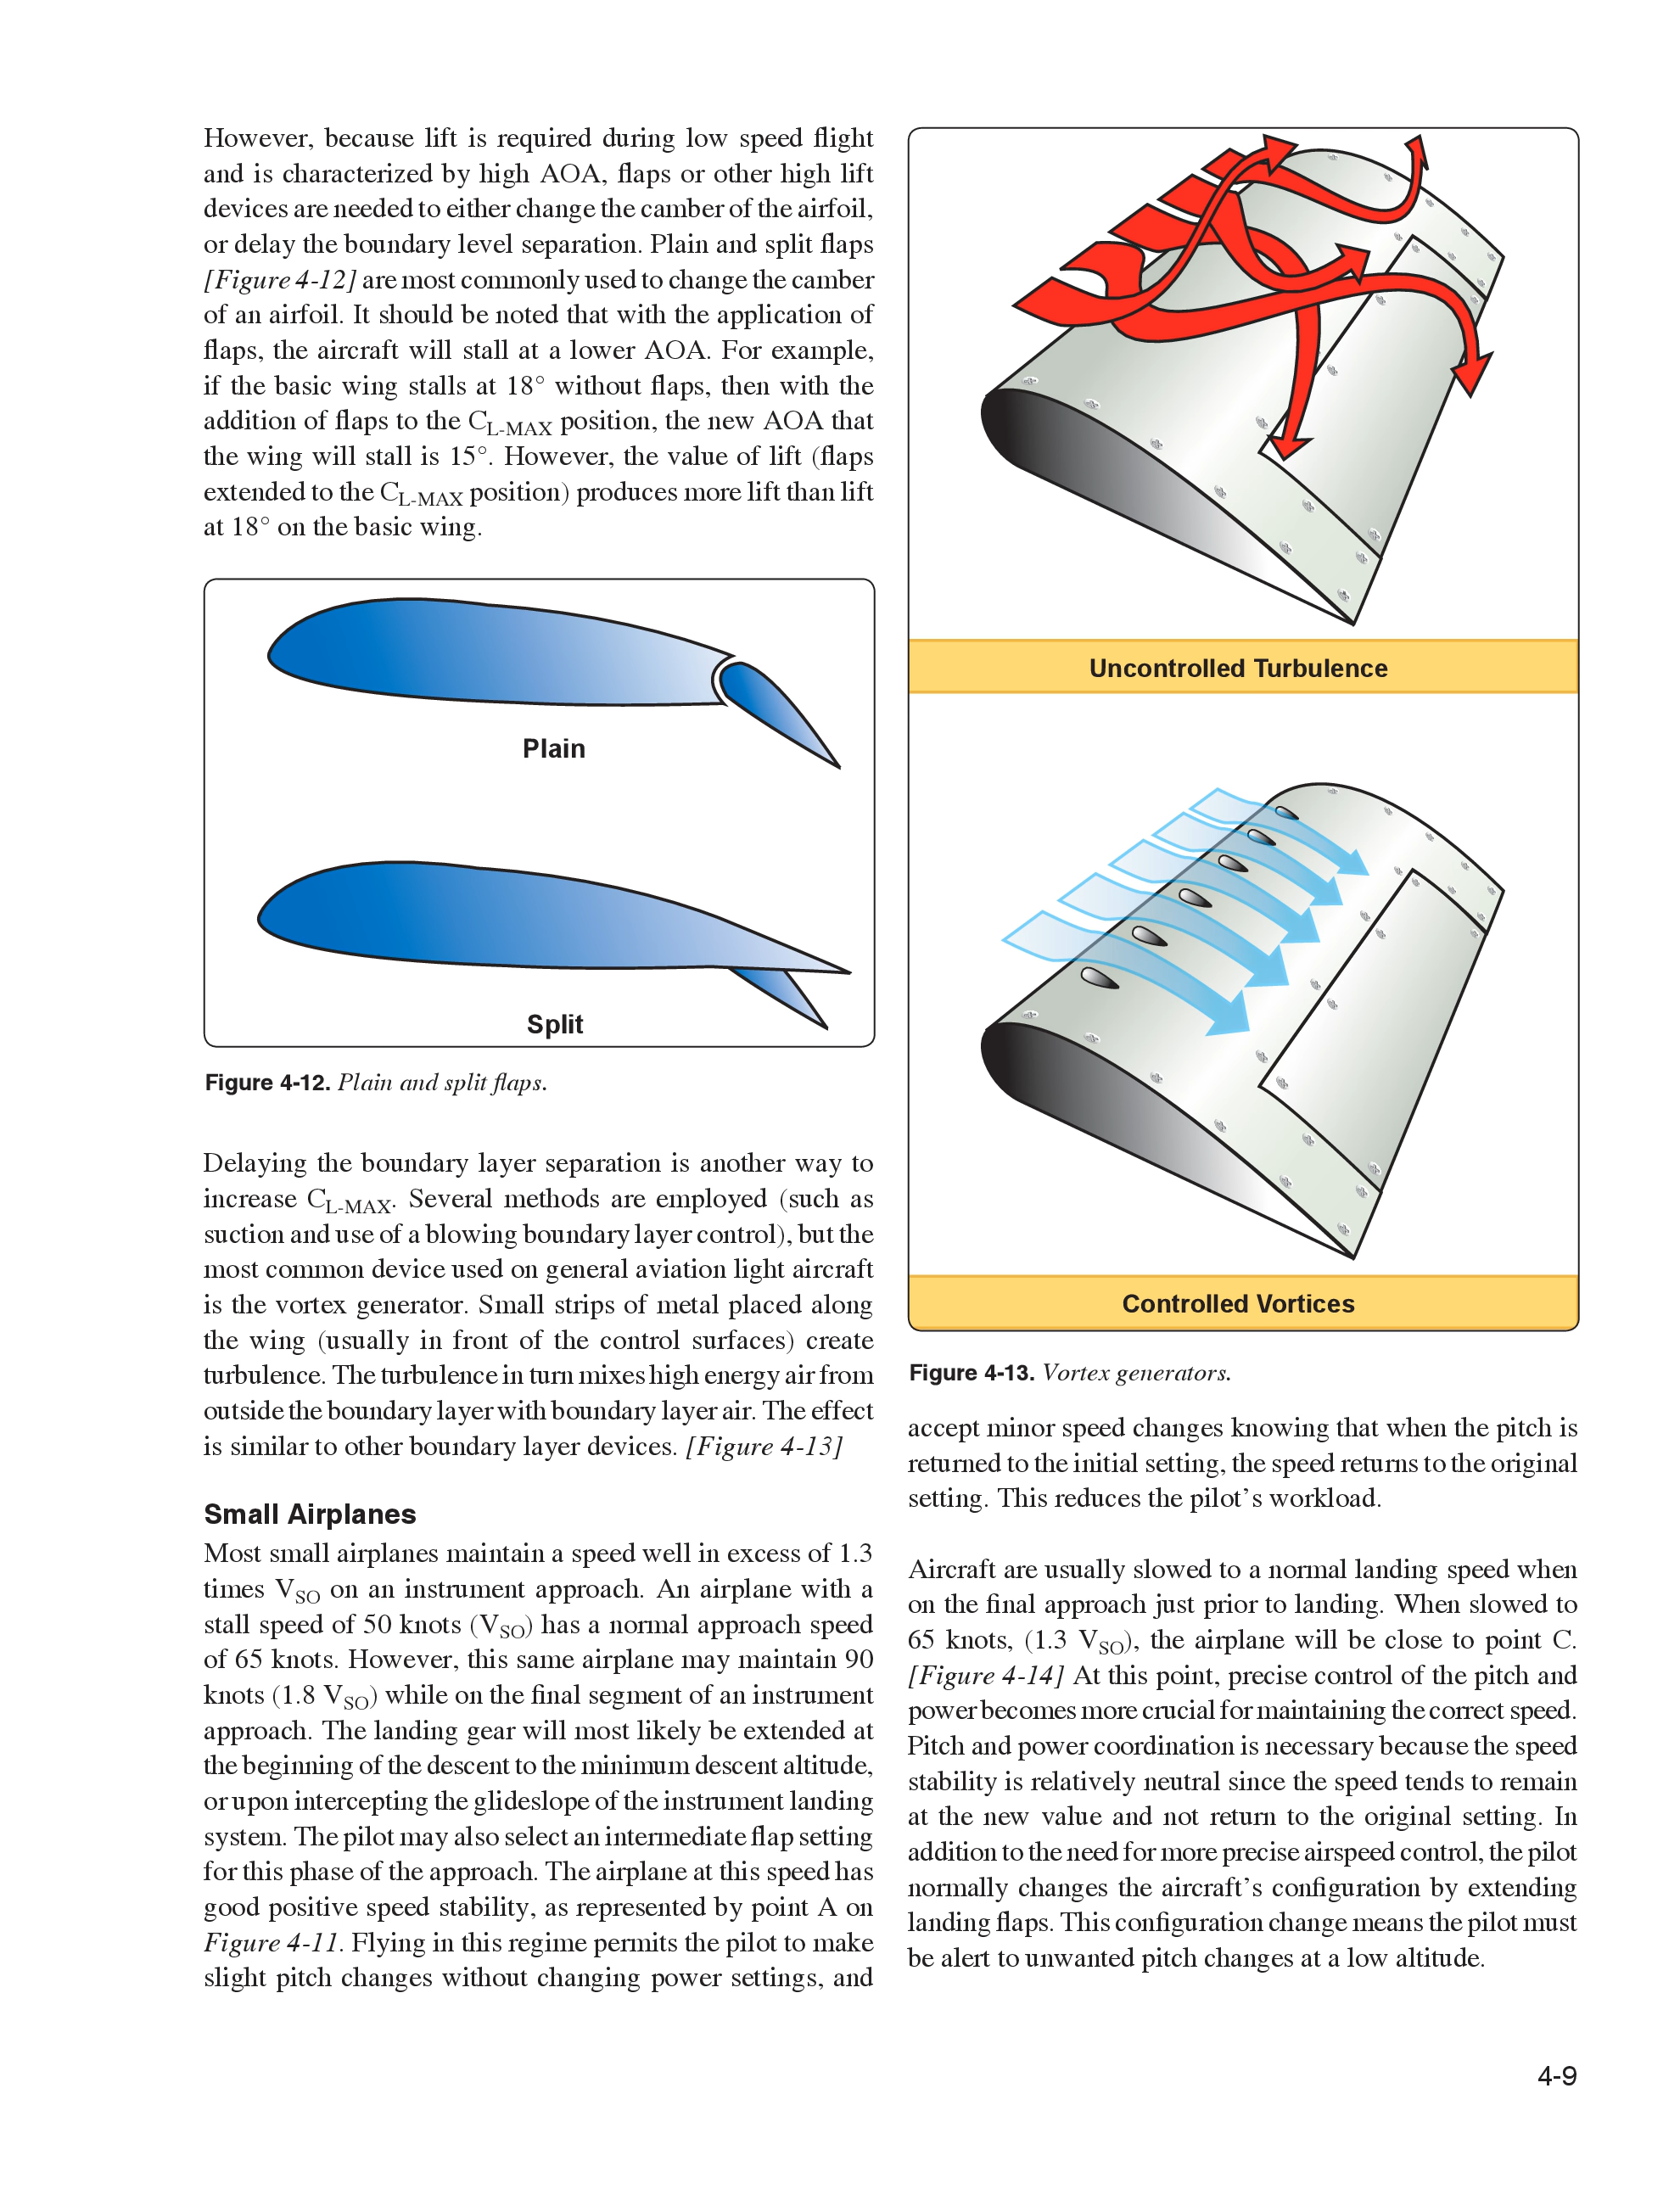 However, because lift is required during low speed flight
and is characterized by high AOA, flaps or other high lift
devices are needed to either change the camber of the airfoil,
or delay the boundary level separation. Plain and split flaps
[Figure 4-12] are most commonly used to change the camber
of an airfoil. It should be noted that with the application of
flaps, the aircraft will stall at a lower AOA. For example,
if the basic wing stalls at 18° without flaps, then with the
addition of flaps to the CL-MAX position, the new AOA that
the wing will stall is 15°. However, the value of lift (flaps
extended to the CL-MAX position) produces more lift than lift
at 18° on the basic wing.
Plain
Split
Figure 4-12. Plain and split flaps.
Delaying the boundary layer separation is another way to
increase CL-MAX. Several methods are employed (such as
suction and use of a blowing boundary layer control), but the
most common device used on general aviation light aircraft
is the vortex generator. Small strips of metal placed along
the wing (usually in front of the control surfaces) create
turbulence. The turbulence in turn mixes high energy air from
outside the boundary layer with boundary layer air. The effect
is similar to other boundary layer devices. [Figure 4-13]
Small Airplanes
Most small airplanes maintain a speed well in excess of 1.3
times VSO on an instrument approach. An airplane with a
stall speed of 50 knots (VSO) has a normal approach speed
of 65 knots. However, this same airplane may maintain 90
knots (1.8 VSO) while on the final segment of an instrument
approach. The landing gear will most likely be extended at
the beginning of the descent to the minimum descent altitude,
or upon intercepting the glideslope of the instrument landing
system. The pilot may also select an intermediate flap setting
for this phase of the approach. The airplane at this speed has
good positive speed stability, as represented by point A on
Figure 4-11. Flying in this regime permits the pilot to make
slight pitch changes without changing power settings, and
Uncontrolled Turbulence
Controlled Vortices
Figure 4-13. Vortex generators.
accept minor speed changes knowing that when the pitch is
returned to the initial setting, the speed returns to the original
setting. This reduces the pilot's workload.
Aircraft are usually slowed to a normal landing speed when
on the final approach just prior to landing. When slowed to
65 knots, (1.3 VSO), the airplane will be close to point C.
[Figure 4-14] At this point, precise control of the pitch and
power becomes more crucial for maintaining the correct speed.
Pitch and power coordination is necessary because the speed
stability is relatively neutral since the speed tends to remain
at the new value and not return to the original setting. In
addition to the need for more precise airspeed control, the pilot
normally changes the aircraft's configuration by extending
landing flaps. This configuration change means the pilot must
be alert to unwanted pitch changes at a low altitude.
4-9